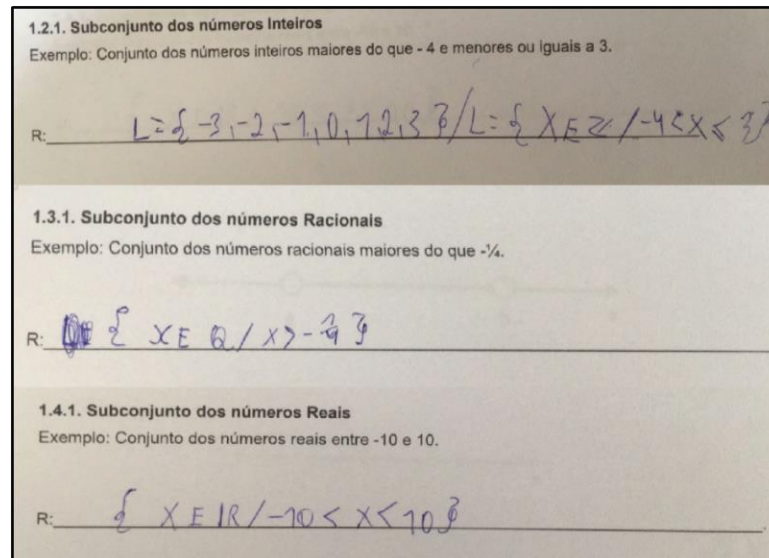 1.2.1. Subconjunto dos números Inteiros
Exemplo: Conjunto dos números inteiros maiores do que - 4 e menores ou iguais a 3.
R: L={-3,-2,-1,0,1,2,3}/L={X∈ℤ/-4<X≤3}
1.3.1. Subconjunto dos números Racionais
Exemplo: Conjunto dos números racionais maiores do que -¼.
R: {X∈Q/X>-¼}
1.4.1. Subconjunto dos números Reais
Exemplo: Conjunto dos números reais entre -10 e 10.
R: {X∈IR/-10<X<10}